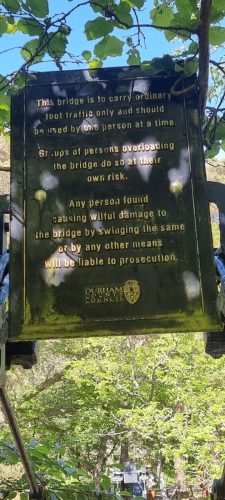 This bridge is to carry ordinary
foot traffic only and should
be used by one person at a time.
Groups of persons overloading
the bridge do so at their
own risk.
Any person found
causing wilful damage to
the bridge by swinging the same
or by any other means
will be liable to prosecution.
DURHAM
COUNTY
COUNCIL